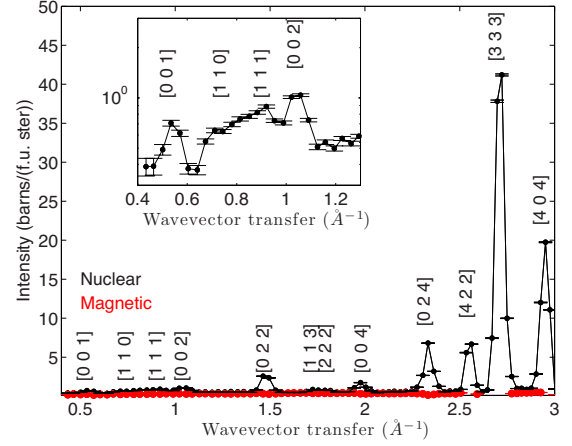 50
45
40
35
30
25
20
15
10
5
Intensity (barns/(f.u. ster))
0.5
1
1.5
2
2.5
3
Wavevector transfer (Å⁻¹)
Nuclear
Magnetic
[0 0 1]
[1 1 0]
[1 1 1]
[0 0 2]
[0 2 2]
[1 1 3]
[2 2 2]
[0 0 4]
[0 2 4]
[4 2 2]
[3 3 3]
[4 0 4]
10⁰
[0 0 1]
[1 1 0]
[1 1 1]
[0 0 2]
0.4
0.6
0.8
1
1.2
Wavevector transfer (Å⁻¹)